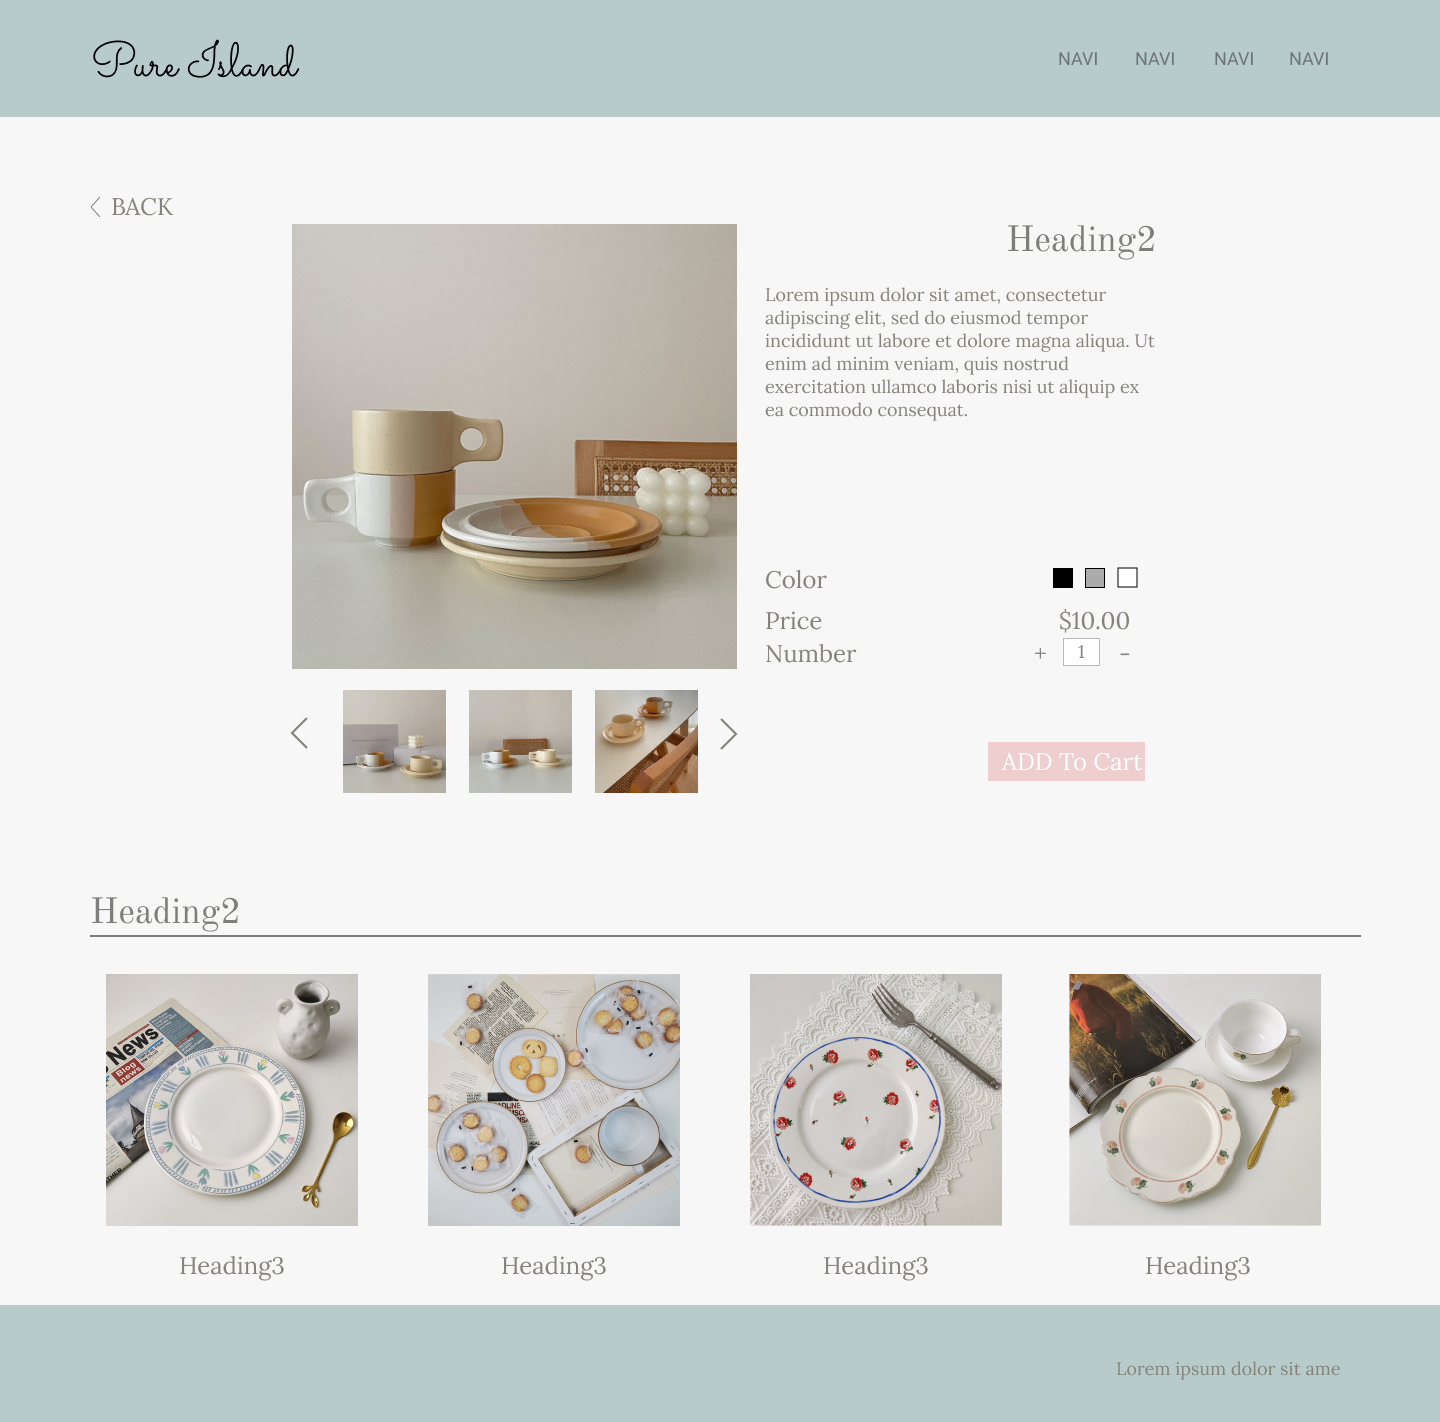 Pure Island
NAVI NAVI NAVI NAVI
BACK
Heading2
Lorem ipsum dolor sit amet, consectetur
adipiscing elit, sed do eiusmod tempor
incididunt ut labore et dolore magna aliqua. Ut
enim ad minim veniam, quis nostrud
exercitation ullamco laboris nisi ut aliquip ex
ea commodo consequat.
Color
Price $10.00
Number + 1 -
ADD To Cart
Heading2
News
Blog
news
Heading3 Heading3 Heading3 Heading3
Lorem ipsum dolor sit ame